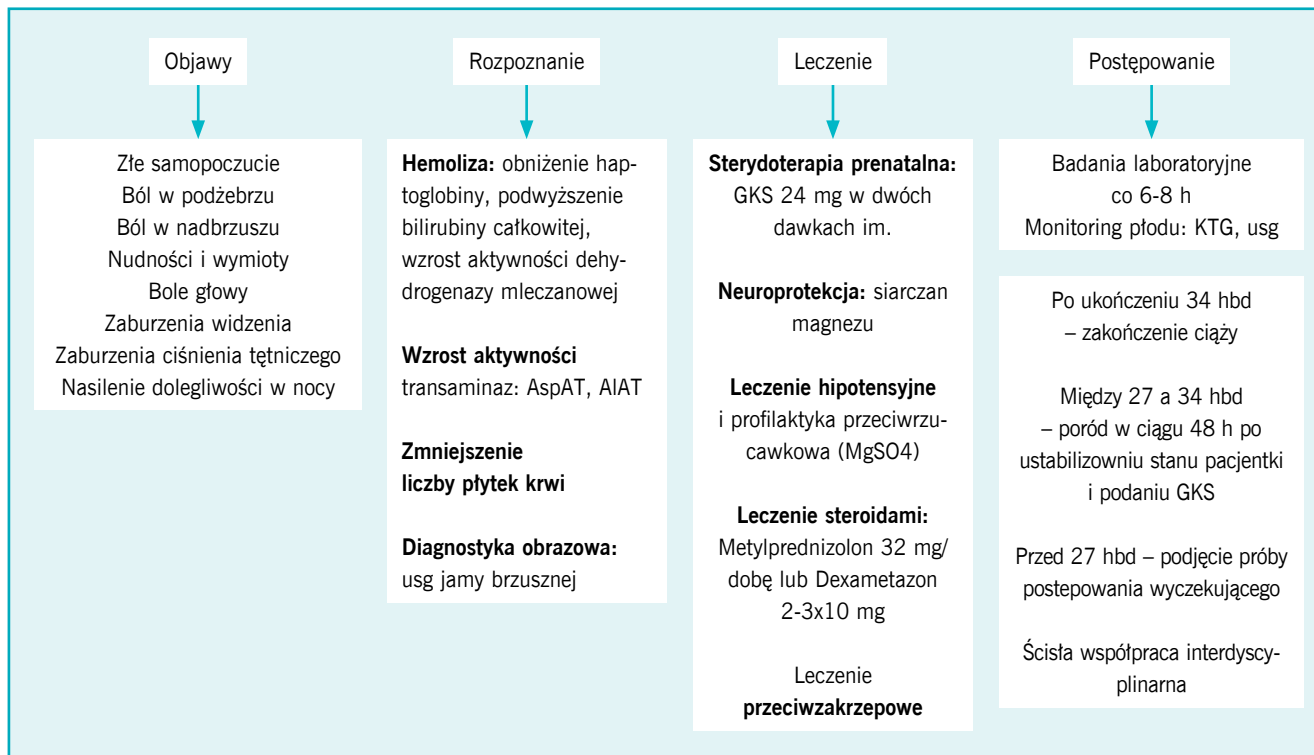 Objawy
Złe samopoczucie
Ból w podżebrzu
Ból w nadbrzuszu
Nudności i wymioty
Bole głowy
Zaburzenia widzenia
Zaburzenia ciśnienia tętniczego
Nasilenie dolegliwości w nocy
Rozpoznanie
Hemoliza: obniżenie hap-
toglobiny, podwyższenie
bilirubiny całkowitej,
wzrost aktywności dehy-
drogenazy mleczanowej
Wzrost aktywności
transaminaz: AspAT, AlAT
Zmniejszenie
liczby płytek krwi
Diagnostyka obrazowa:
usg jamy brzusznej
Leczenie
Sterydoterapia prenatalna:
GKS 24 mg w dwóch
dawkach im.
Neuroprotekcja: siarczan
magnezu
Leczenie hipotensyjne
i profilaktyka przeciwrzu-
cawkowa (MgSO4)
Leczenie steroidami:
Metylprednizolon 32 mg/
dobę lub Dexametazon
2-3x10 mg
Leczenie
przeciwzakrzepowe
Postępowanie
Badania laboratoryjne
co 6-8 h
Monitoring płodu: KTG, usg
Po ukończeniu 34 hbd
– zakończenie ciąży
Między 27 a 34 hbd
– poród w ciągu 48 h po
ustabilizowniu stanu pacjentki
i podaniu GKS
Przed 27 hbd – podjęcie próby
postepowania wyczekującego
Ścisła współpraca interdyscy-
plinarna